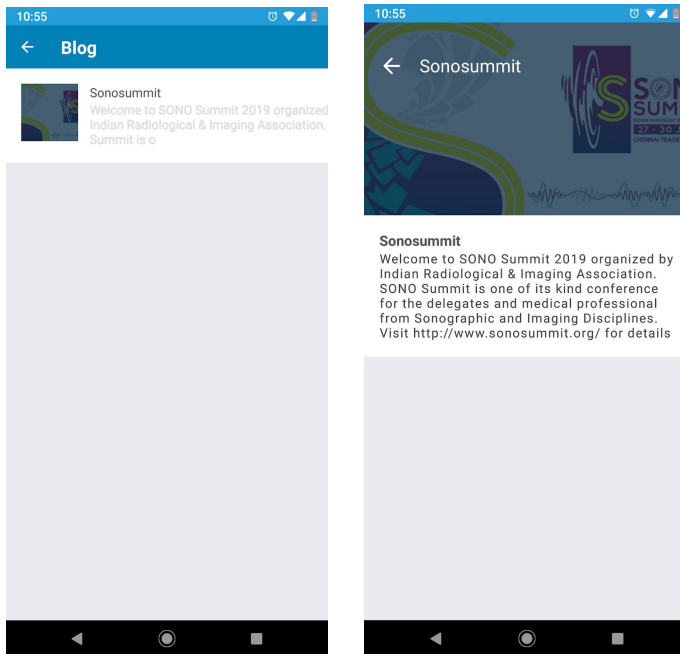 10:55
Blog
Sonosummit
Welcome to SONO Summit 2019 organized
Indian Radiological & Imaging Association.
Summit is o
10:55
Sonosummit
SUM
27 - 30 J
CHENNAI TRADE
Sonosummit
Welcome to SONO Summit 2019 organized by
Indian Radiological & Imaging Association.
SONO Summit is one of its kind conference
for the delegates and medical professional
from Sonographic and Imaging Disciplines.
Visit http://www.sonosummit.org/ for details